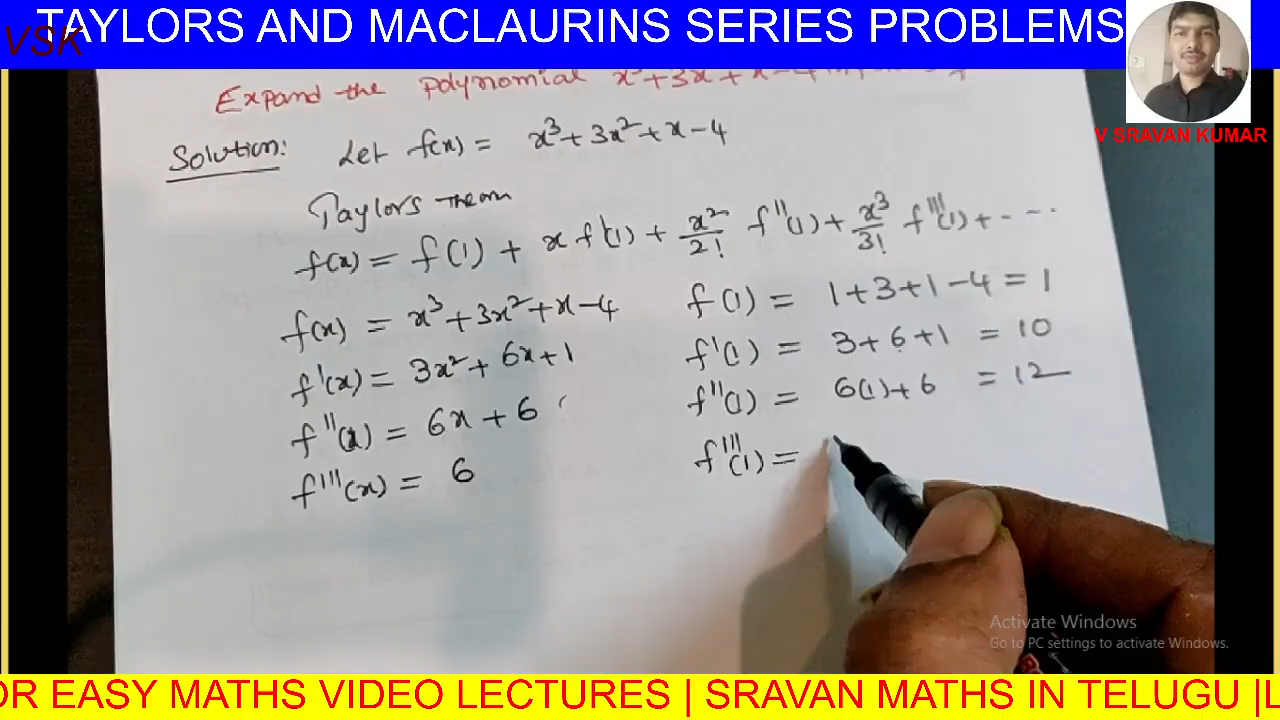 TAYLORS AND MACLAURINS SERIES PROBLEMS
VSK
V SRAVAN KUMAR
Expand the Polynomial
Solution: Let f(x) = x³ + 3x² + x - 4
Taylors Theorem
f(x) = f(1) + x f'(1) + x²/2! f''(1) + x³/3! f'''(1) + - - -
f(x) = x³ + 3x² + x - 4 f(1) = 1 + 3 + 1 - 4 = 1
f'(x) = 3x² + 6x + 1 f'(1) = 3 + 6 + 1 = 10
f''(x) = 6x + 6 f''(1) = 6(1) + 6 = 12
f'''(x) = 6 f'''(1) =
Activate Windows
Go to PC settings to activate Windows.
OR EASY MATHS VIDEO LECTURES | SRAVAN MATHS IN TELUGU |L